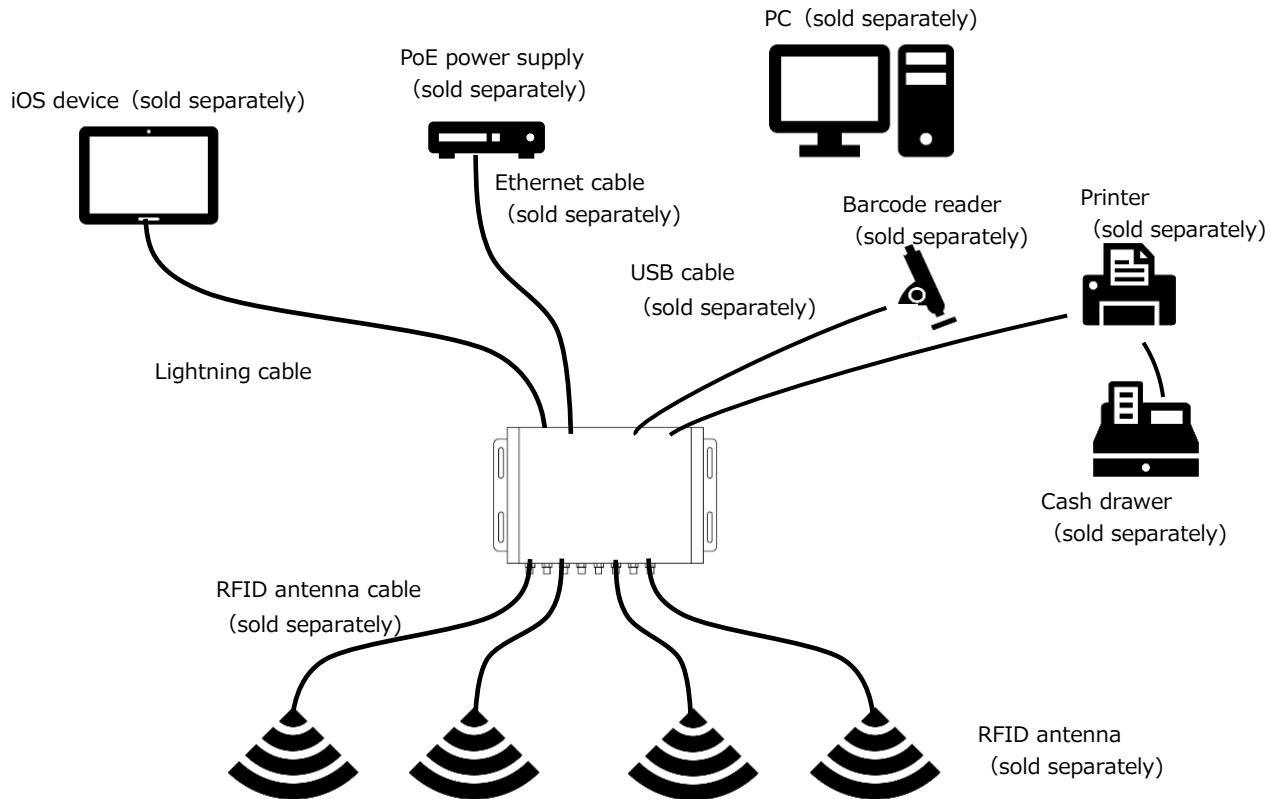 PC（sold separately）
PoE power supply
（sold separately）
iOS device（sold separately）
Ethernet cable
（sold separately）
Barcode reader
（sold separately）
Printer
（sold separately）
USB cable
（sold separately）
Lightning cable
Cash drawer
（sold separately）
RFID antenna cable
（sold separately）
RFID antenna
（sold separately）